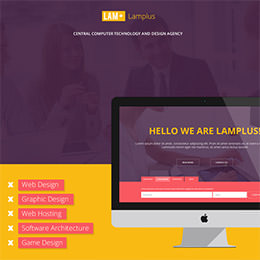 LAM+ Lamplus
CENTRAL COMPUTER TECHNOLOGY AND DESIGN AGENCY
HELLO WE ARE LAMPLUS!
Web Design
Graphic Design
Web Hosting
Software Architecture
Game Design